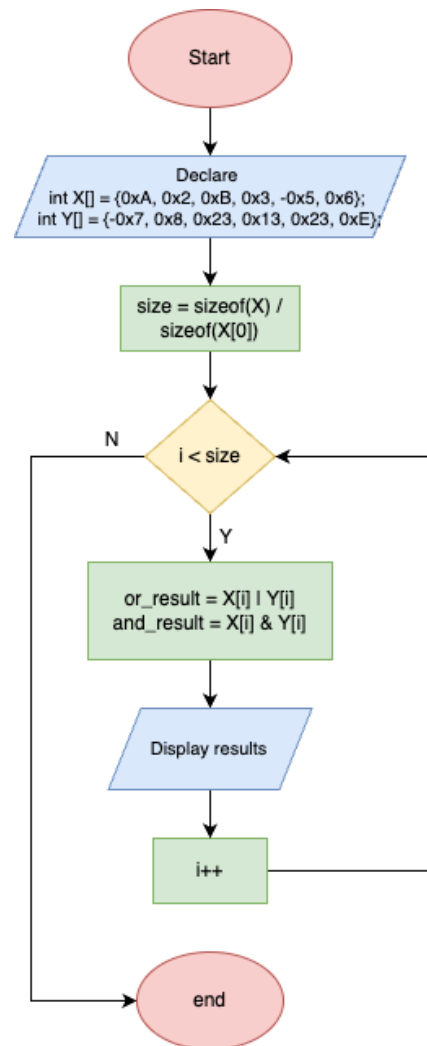 Start
Declare
int X[] = {0xA, 0x2, 0xB, 0x3, -0x5, 0x6};
int Y[] = {-0x7, 0x8, 0x23, 0x13, 0x23, 0xE};
size = sizeof(X) /
sizeof(X[0])
N
i < size
Y
or_result = X[i] | Y[i]
and_result = X[i] & Y[i]
Display results
i++
end